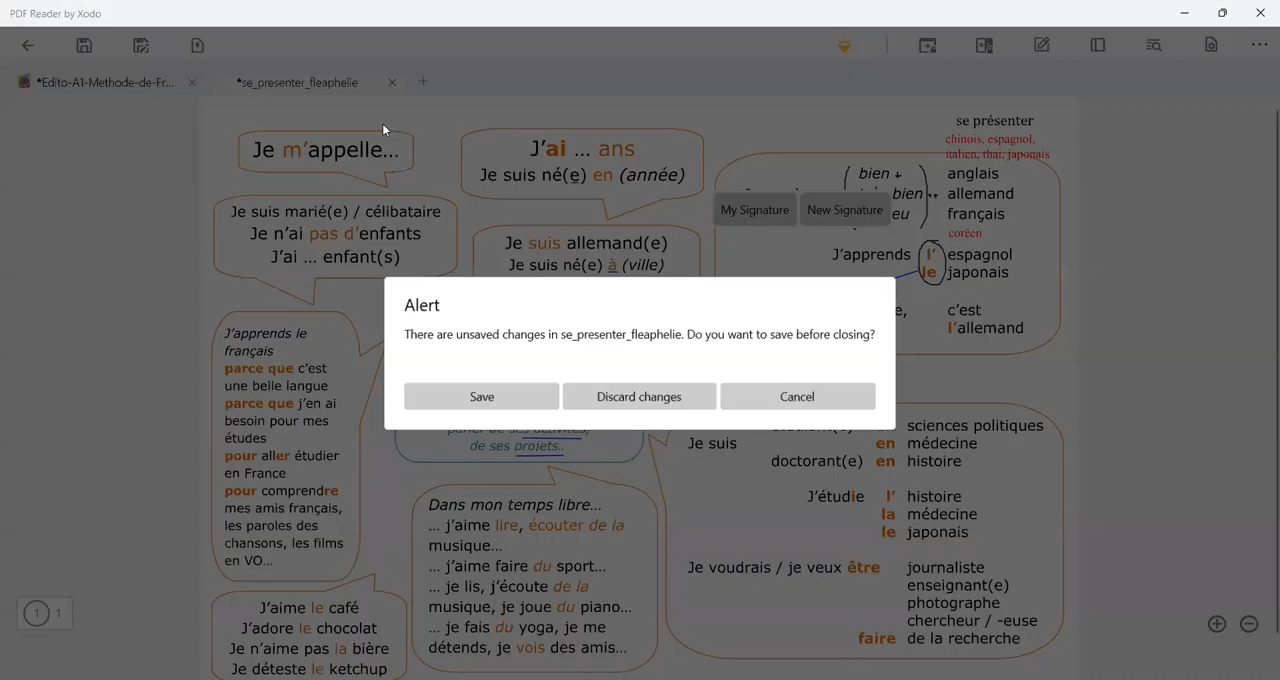 PDF Reader by Xodo
*Edito-A1-Methode-de-Fr...
*se_presenter_fleaphelie
Je m'appelle...
J'ai ... ans
Je suis né(e) en (année)
se présenter
chinois, espagnol,
italien, thai, japonais
bien +
anglais
bien
allemand
eu
français
coréen
My Signature
New Signature
Je suis marié(e) / célibataire
Je n'ai pas d'enfants
J'ai ... enfant(s)
Je suis allemand(e)
Je suis né(e) à (ville)
J'apprends l' espagnol
le japonais
e, c'est
l'allemand
Alert
There are unsaved changes in se_presenter_fleaphelie. Do you want to save before closing?
Save
Discard changes
Cancel
J'apprends le
français
parce que c'est
une belle langue
parce que j'en ai
besoin pour mes
études
pour aller étudier
en France
pour comprendre
mes amis français,
les paroles des
chansons, les films
en VO...
parler de ses activités,
de ses projets..
sciences politiques
Je suis en médecine
doctorant(e) en histoire
J'étudie l' histoire
la médecine
le japonais
Je voudrais / je veux être journaliste
enseignant(e)
photographe
chercheur / -euse
faire de la recherche
Dans mon temps libre...
... j'aime lire, écouter de la
musique...
... j'aime faire du sport...
... je lis, j'écoute de la
musique, je joue du piano...
... je fais du yoga, je me
détends, je vois des amis...
J'aime le café
J'adore le chocolat
Je n'aime pas la bière
Je déteste le ketchup
1 1